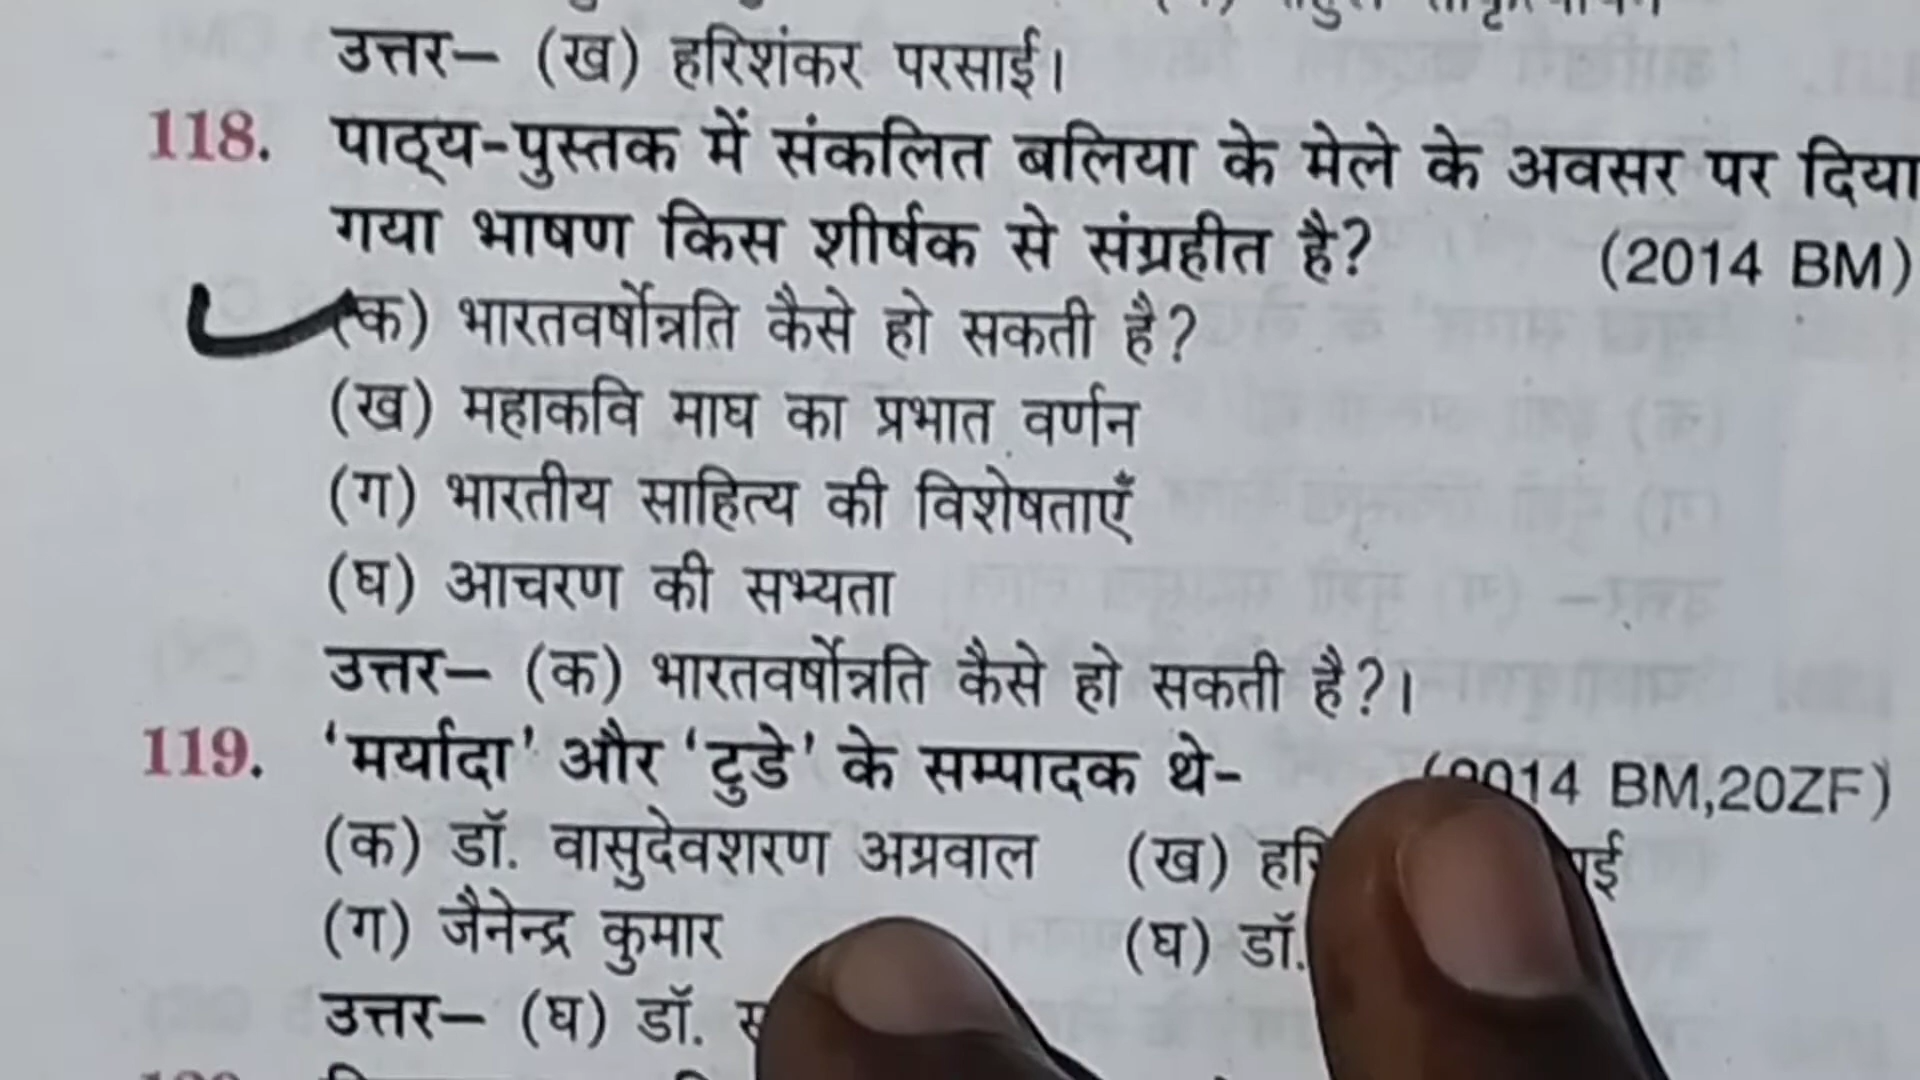 उत्तर– (ख) हरिशंकर परसाई।
118. पाठ्य-पुस्तक में संकलित बलिया के मेले के अवसर पर दिया
गया भाषण किस शीर्षक से संग्रहीत है? (2014 BM)
(क) भारतवर्षोन्नति कैसे हो सकती है?
(ख) महाकवि माघ का प्रभात वर्णन
(ग) भारतीय साहित्य की विशेषताएँ
(घ) आचरण की सभ्यता
उत्तर– (क) भारतवर्षोन्नति कैसे हो सकती है?।
119. 'मर्यादा' और 'टुडे' के सम्पादक थे- (2014 BM,20ZF)
(क) डॉ. वासुदेवशरण अग्रवाल (ख)
(ग) जैनेन्द्र कुमार (घ) डॉ.
उत्तर– (घ) डॉ.